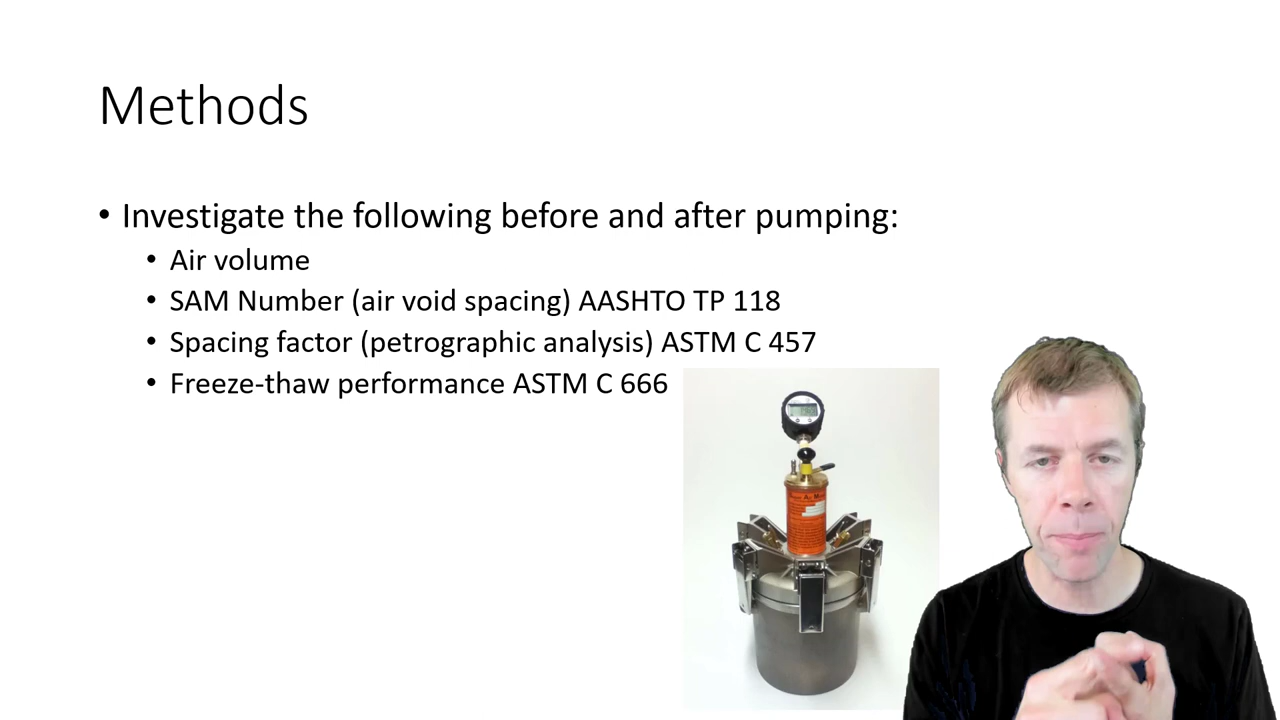 Methods
• Investigate the following before and after pumping:
• Air volume
• SAM Number (air void spacing) AASHTO TP 118
• Spacing factor (petrographic analysis) ASTM C 457
• Freeze-thaw performance ASTM C 666